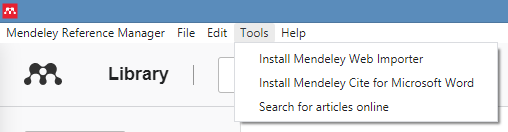 Mendeley Reference Manager File Edit Tools Help
Install Mendeley Web Importer
Library
Install Mendeley Cite for Microsoft Word
Search for articles online